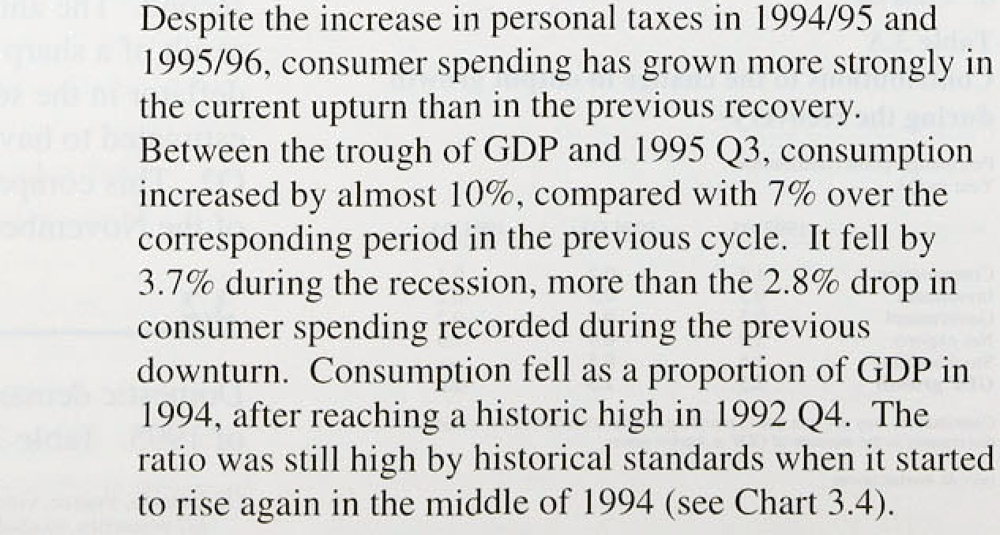 Despite the increase in personal taxes in 1994/95 and
1995/96, consumer spending has grown more strongly in
the current upturn than in the previous recovery.
Between the trough of GDP and 1995 Q3, consumption
increased by almost 10%, compared with 7% over the
corresponding period in the previous cycle.  It fell by
3.7% during the recession, more than the 2.8% drop in
consumer spending recorded during the previous
downturn.  Consumption fell as a proportion of GDP in
1994, after reaching a historic high in 1992 Q4.  The
ratio was still high by historical standards when it started
to rise again in the middle of 1994 (see Chart 3.4).